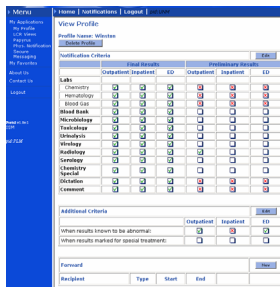 Menu
Home | Notifications | Logout
My Applications
My Profile
LCR Views
Papyrus
Phys. Notification
Secure
Messaging
My Favorites
About Us
Contact Us
Logout
View Profile
Profile Name: Winston
Delete Profile
Notification Criteria
Edit
Final Results
Preliminary Results
Outpatient
Inpatient
ED
Outpatient
Inpatient
ED
Labs
Chemistry
Hematology
Blood Gas
Blood Bank
Microbiology
Toxicology
Urinalysis
Virology
Radiology
Serology
Chemistry
Special
Dictation
Comment
Additional Criteria
Edit
Outpatient
Inpatient
ED
When results known to be abnormal:
When results marked for special treatment:
Forward
Recipient
Type
Start
End